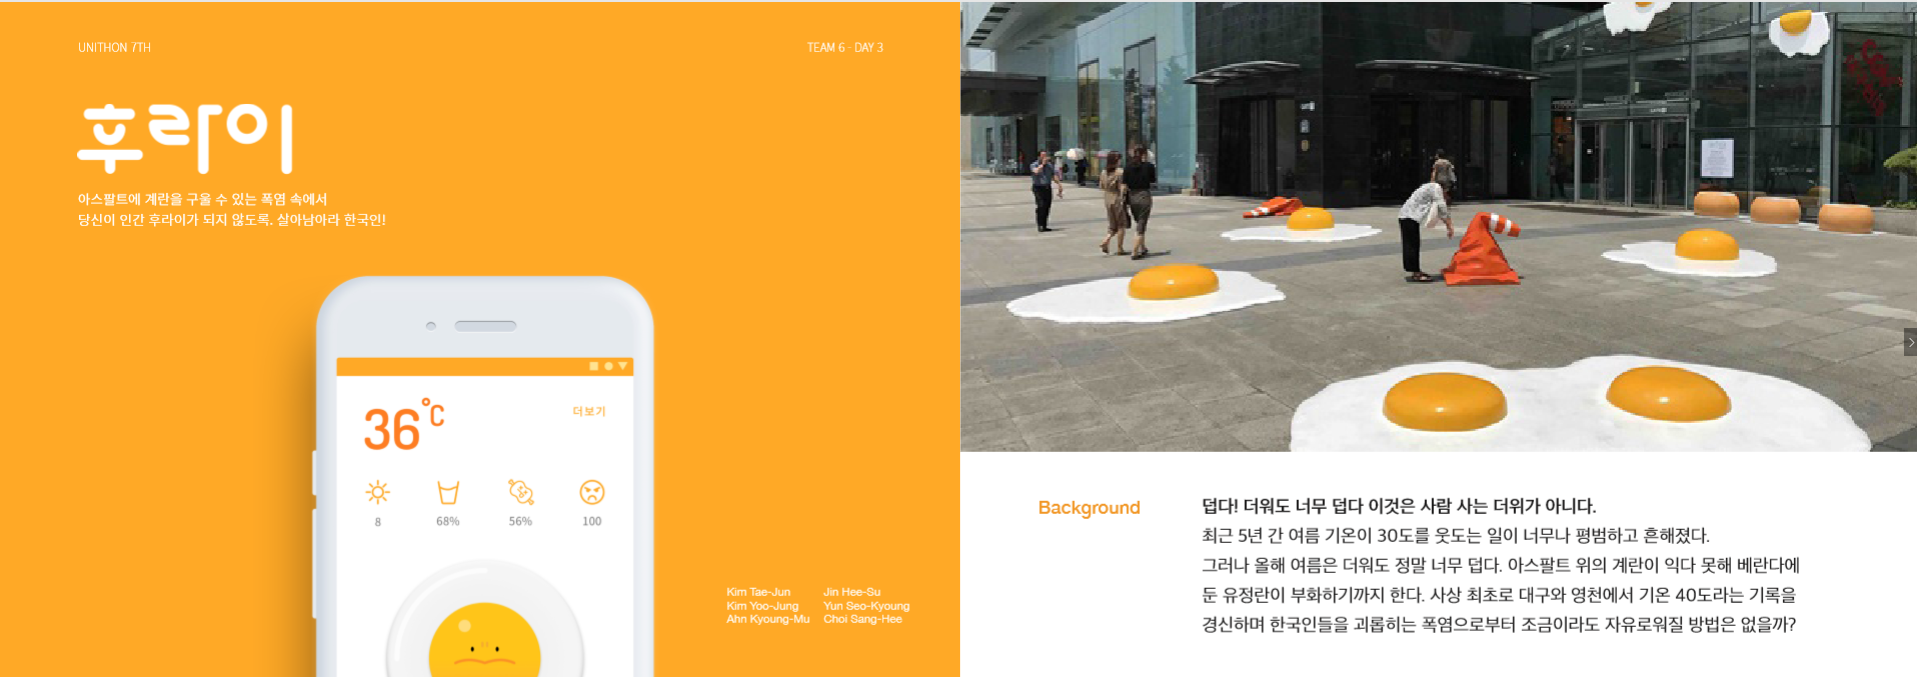 UNITHON 7TH
TEAM 6 - DAY 3
후라이
아스팔트에 계란을 구울 수 있는 폭염 속에서
당신이 인간 후라이가 되지 않도록. 살아남아라 한국인!
36°C
더보기
8
68%
56%
100
Kim Tae-Jun
Jin Hee-Su
Kim Yoo-Jung
Yun Seo-Kyoung
Ahn Kyoung-Mu
Choi Sang-Hee
Background
덥다! 더워도 너무 덥다 이것은 사람 사는 더위가 아니다.
최근 5년 간 여름 기온이 30도를 웃도는 일이 너무나 평범하고 흔해졌다.
그러나 올해 여름은 더워도 정말 너무 덥다. 아스팔트 위의 계란이 익다 못해 베란다에
둔 유정란이 부화하기까지 한다. 사상 최초로 대구와 영천에서 기온 40도라는 기록을
경신하며 한국인들을 괴롭히는 폭염으로부터 조금이라도 자유로워질 방법은 없을까?